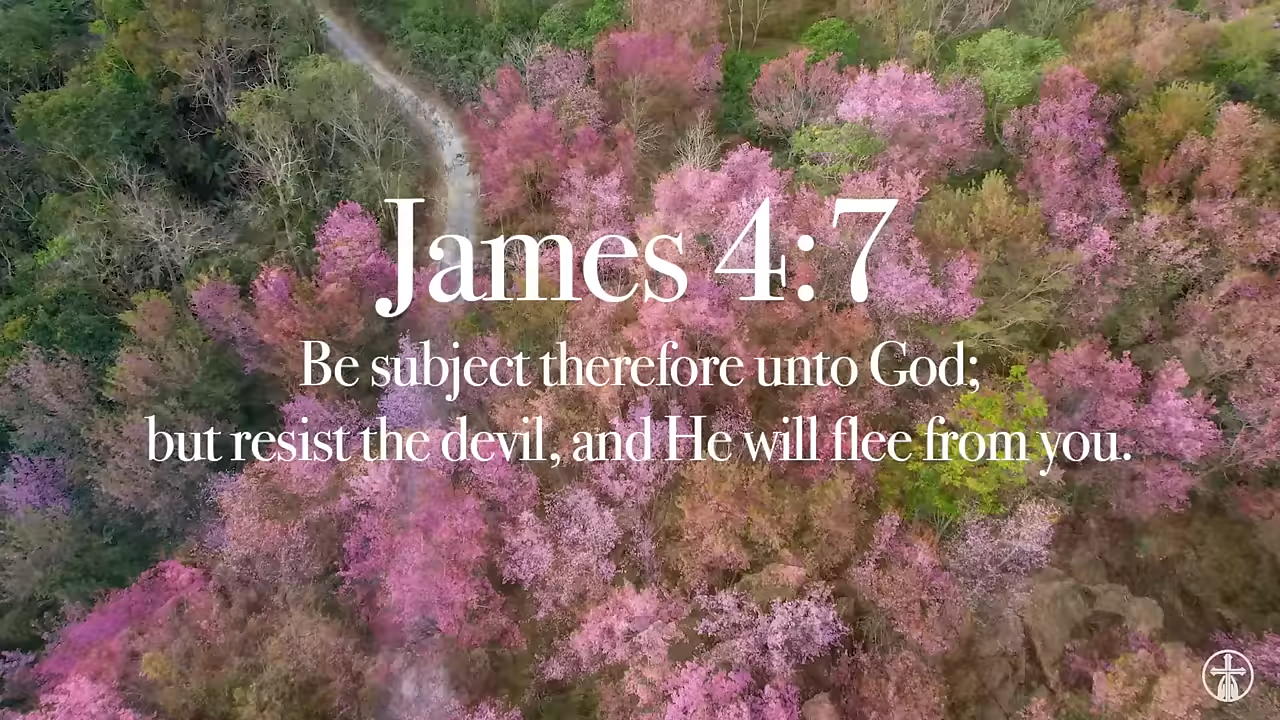 James 4:7
Be subject therefore unto God;
but resist the devil, and He will flee from you.